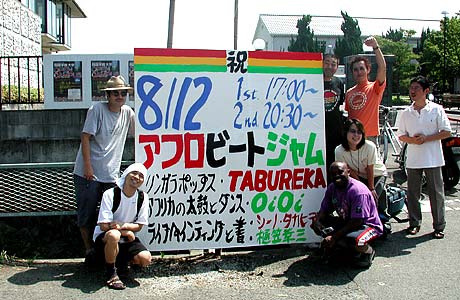 祝
8/12 1st. 17:00〜
2nd. 20:30〜
アフロビートジャム
リンガラポップス・TABUREKA
アフリカの太鼓とダンス・OiOi
ライブペインティングと書・